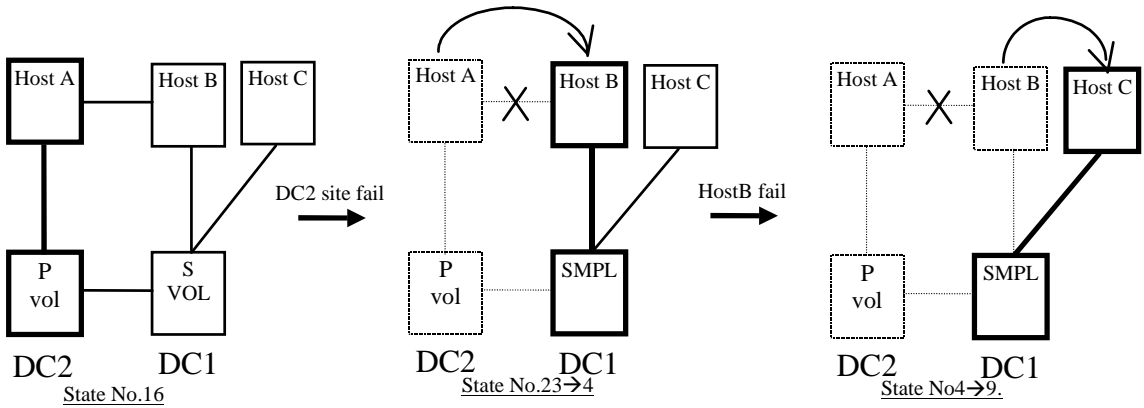 Host A
Host B
Host C
P
vol
S
VOL
DC2
DC1
State No.16
DC2 site fail
Host A
Host B
Host C
P
vol
SMPL
DC2
DC1
State No.23→4
HostB fail
Host A
Host B
Host C
P
vol
SMPL
DC2
DC1
State No4→9.